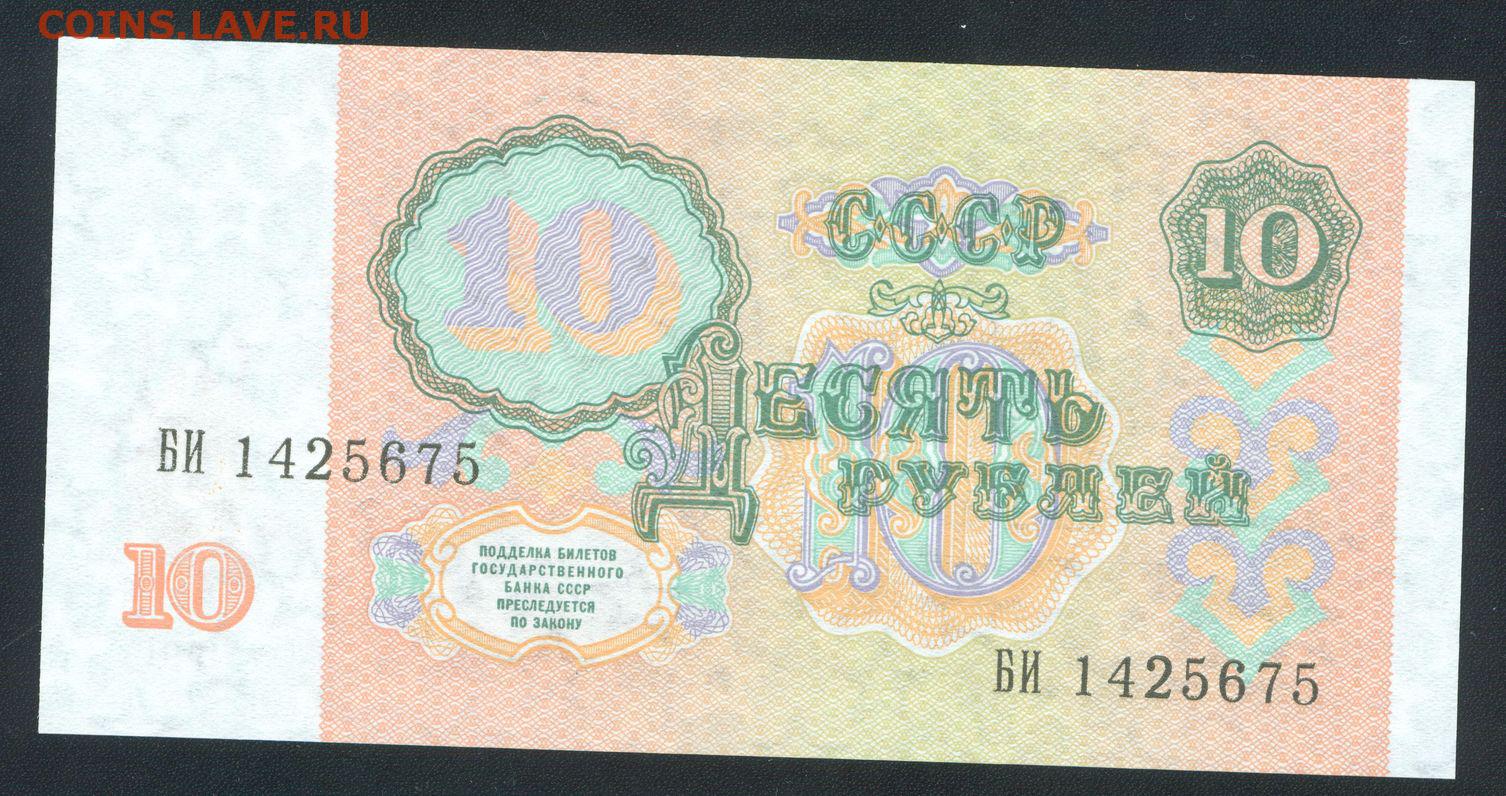 COINS.LAVE.RU
10
С·С·С·Р
10
ДЕСЯТЬ
РУБЛЕЙ
10
БИ 1425675
10
ПОДДЕЛКА БИЛЕТОВ
ГОСУДАРСТВЕННОГО
БАНКА СССР
ПРЕСЛЕДУЕТСЯ
ПО ЗАКОНУ
БИ 1425675